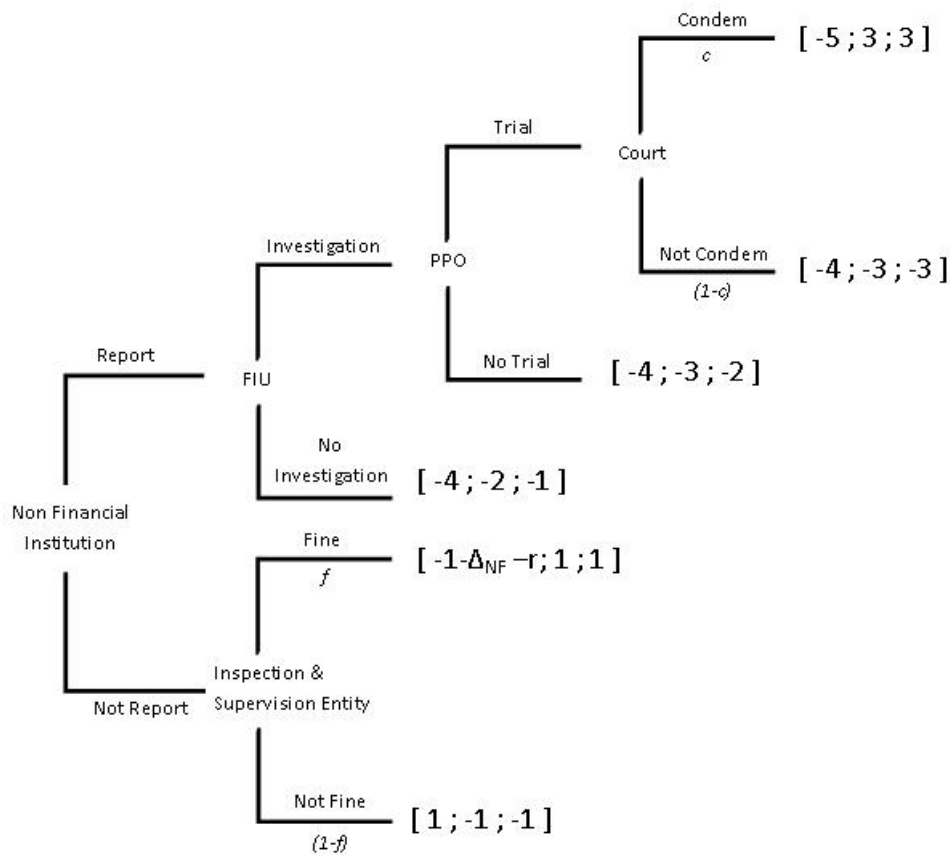 Condem
c
[ -5 ; 3 ; 3 ]
Trial
Court
Not Condem
(1-c)
[ -4 ; -3 ; -3 ]
Investigation
PPO
No Trial
[ -4 ; -3 ; -2 ]
Report
FIU
No
Investigation
[ -4 ; -2 ; -1 ]
Non Financial
Institution
Fine
f
[ -1-Δ_NF –r; 1 ; 1 ]
Inspection &
Supervision Entity
Not Report
Not Fine
(1-f)
[ 1 ; -1 ; -1 ]